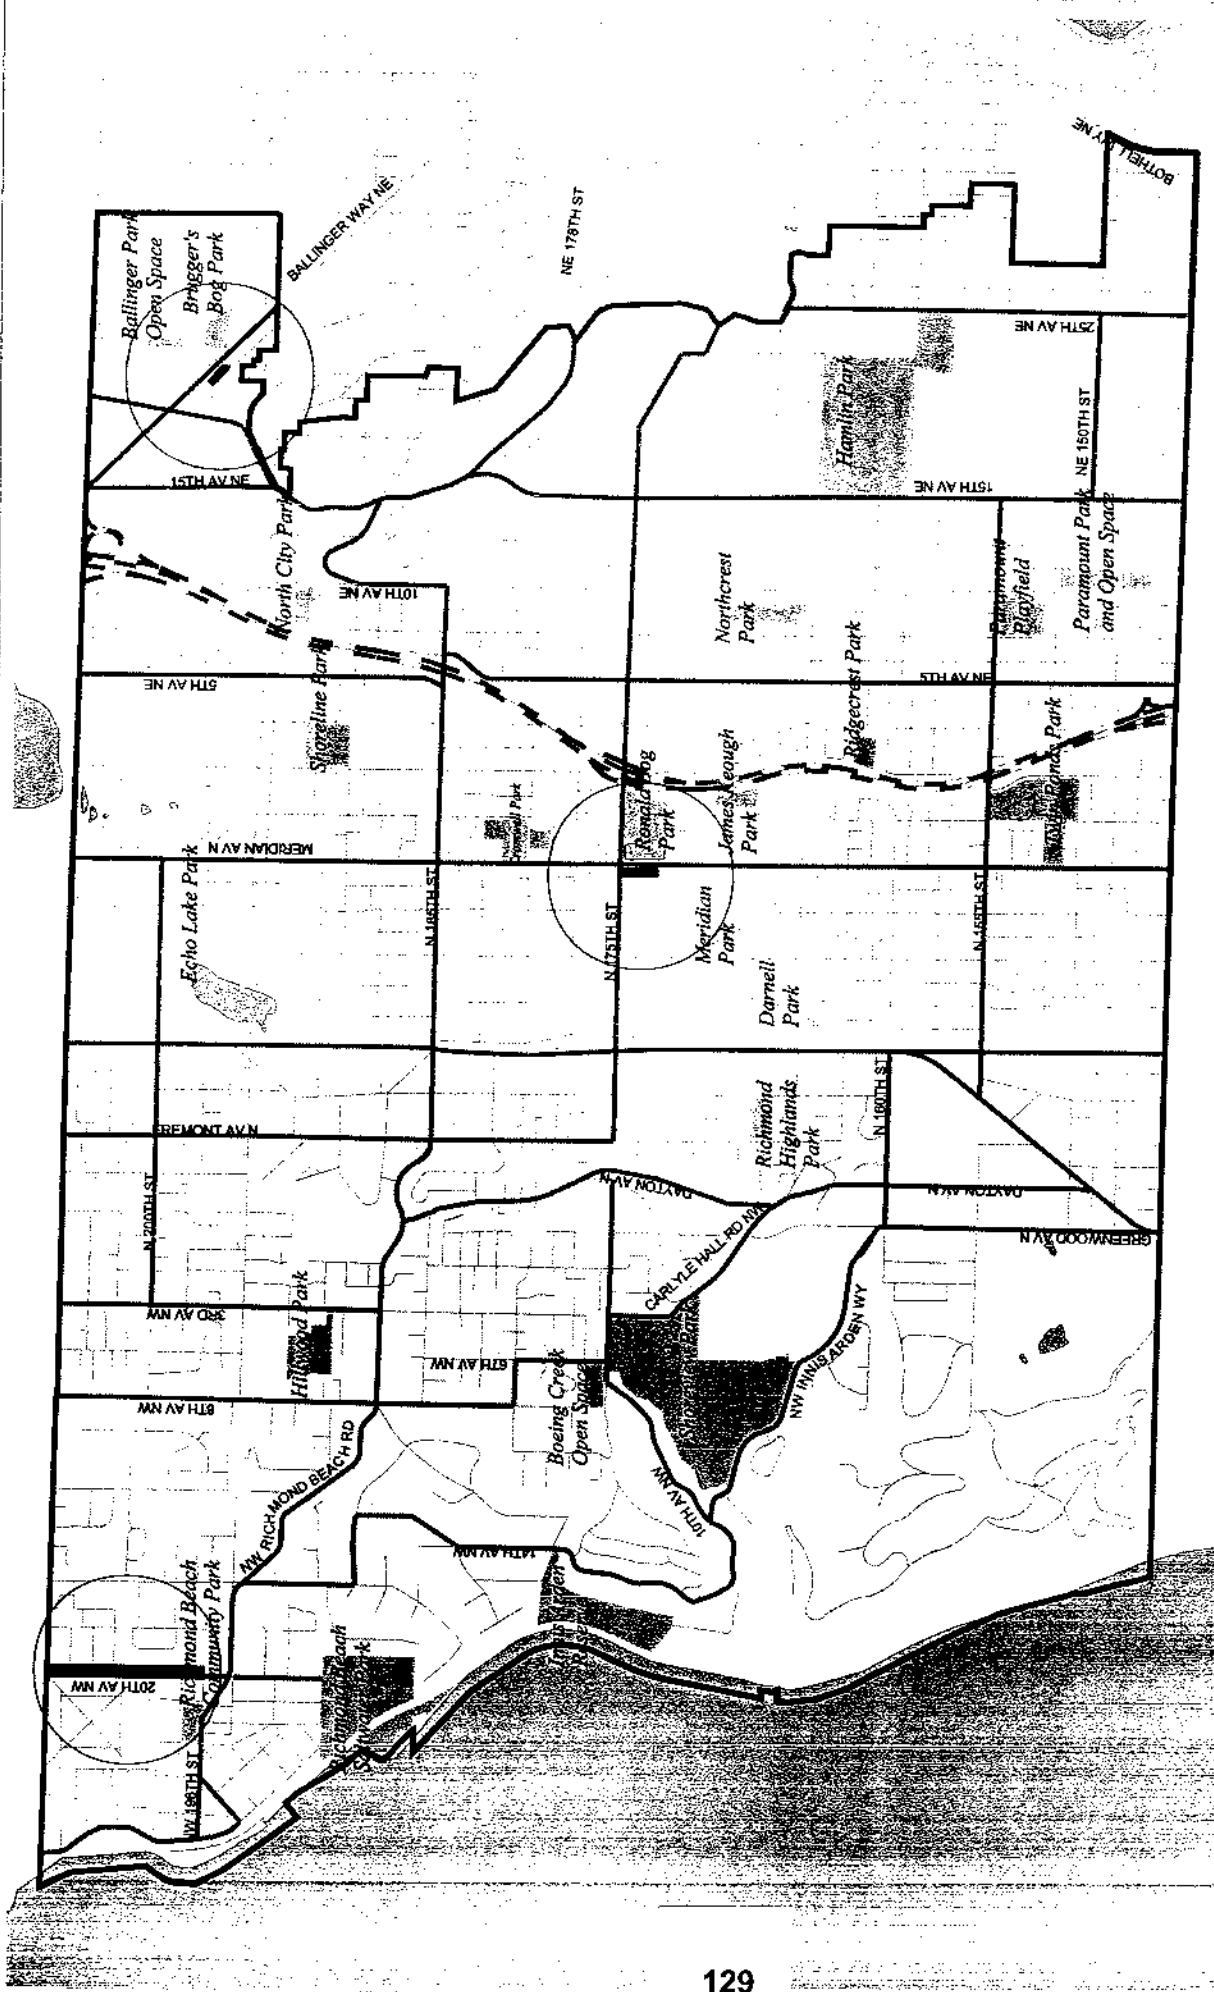 BOTHELL WY NE
BALLINGER WAY NE
NE 178TH ST
Ballinger Park
Open Space
Brugger's
Bog Park
25TH AV NE
Hamlin Park
NE 150TH ST
15TH AV NE
15TH AV NE
North City Park
10TH AV NE
Northcrest
Park
Paramount
Playfield
Paramount Park
and Open Space
5TH AV NE
5TH AV NE
Shoreline Park
Ridgecrest Park
Park
Park
Park
James Keough
Park
MERIDIAN AV N
Echo Lake Park
N 185TH ST
N 175TH ST
Meridian
Park
N 155TH ST
Darnell
Park
FREMONT AV N
Richmond
Highlands
Park
N 160TH ST
N 200TH ST
DAYTON AV N
DAYTON AV N
DAYTON AV N
CARLYLE HALL RD NW
GREENWOOD AV N
3RD AV NW
Hillwood Park
6TH AV NW
8TH AV NW
Boeing Creek
Open Space
NW INNIS ARDEN WY
NW RICHMOND BEACH RD
10TH AV NW
14TH AV NW
Richmond Beach
Community Park
20TH AV NW
NW 196TH ST
129